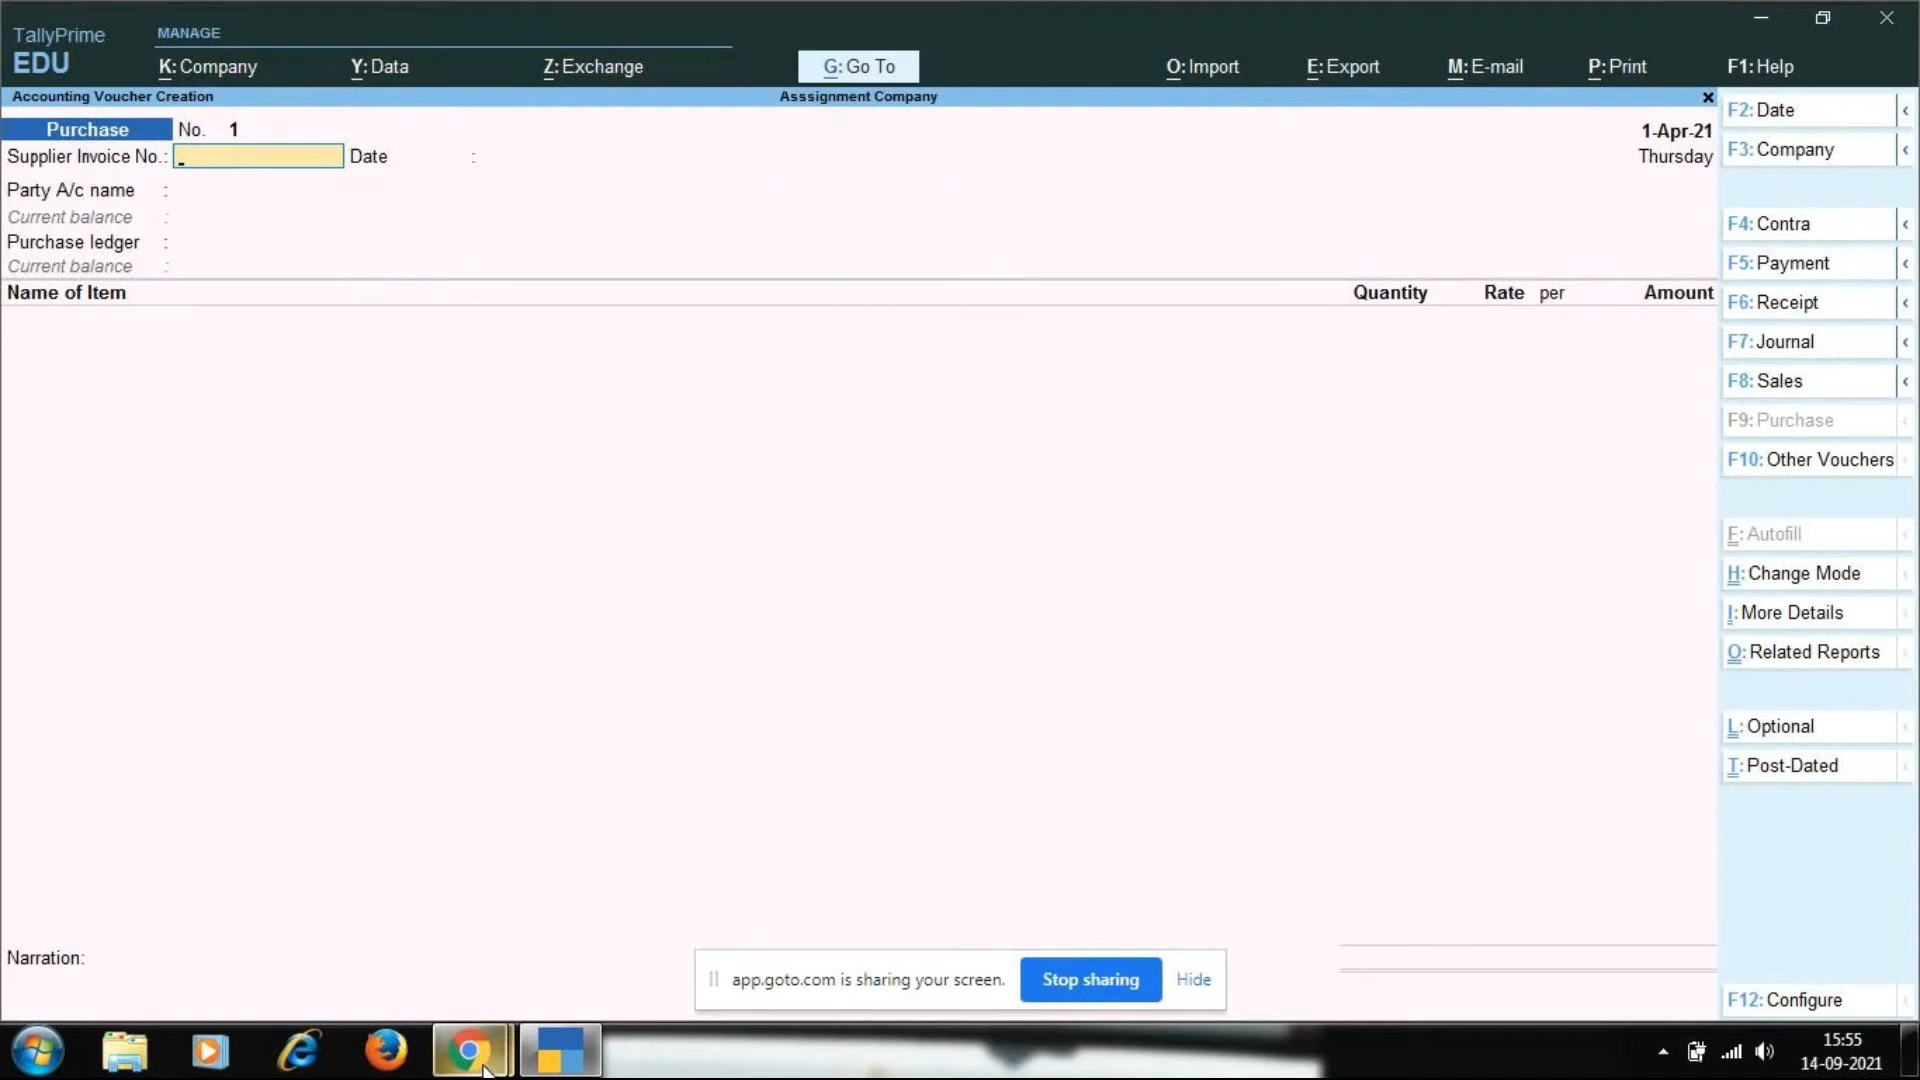 TallyPrime
EDU
MANAGE
K: Company
Y: Data
Z: Exchange
G: Go To
O: Import
E: Export
M: E-mail
P: Print
F1: Help
Accounting Voucher Creation
Asssignment Company
Purchase No. 1
1-Apr-21
Supplier Invoice No.: Date :
Thursday
Party A/c name :
Current balance :
Purchase ledger :
Current balance :
Name of Item Quantity Rate per Amount
F2: Date
F3: Company
F4: Contra
F5: Payment
F6: Receipt
F7: Journal
F8: Sales
F9: Purchase
F10: Other Vouchers
F: Autofill
H: Change Mode
I: More Details
O: Related Reports
L: Optional
T: Post-Dated
F12: Configure
Narration:
app.goto.com is sharing your screen. Stop sharing Hide
15:55
14-09-2021